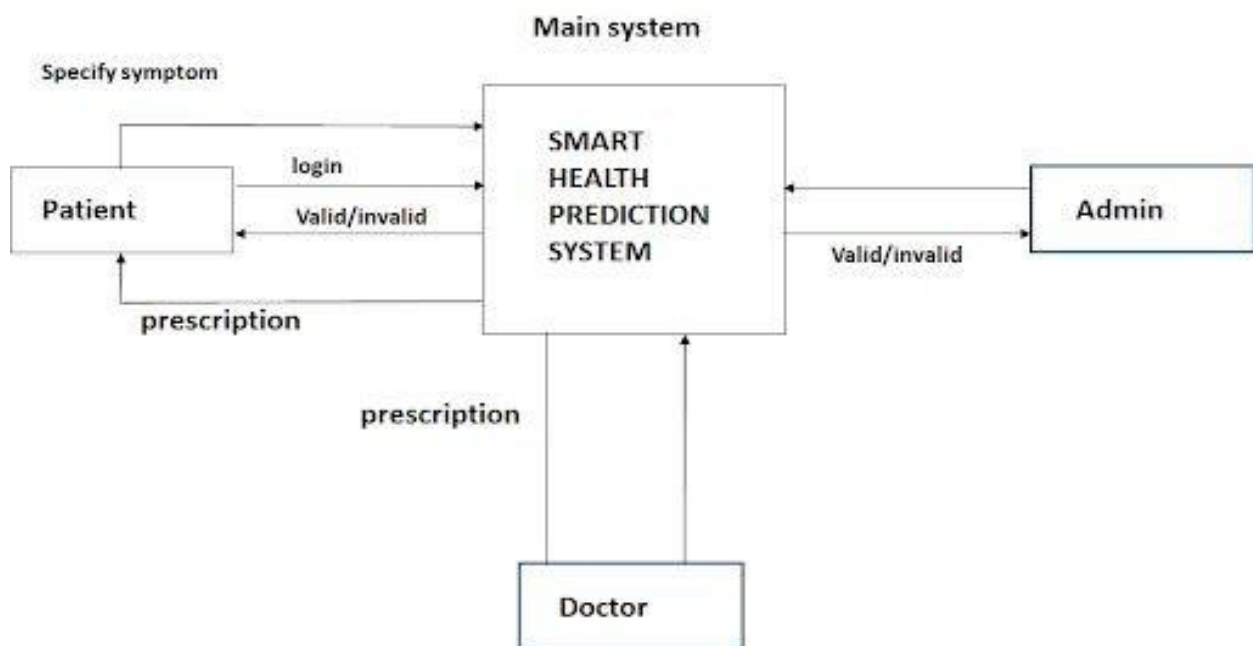 Main system
Specify symptom
SMART
HEALTH
PREDICTION
SYSTEM
login
Patient
Valid/invalid
Admin
Valid/invalid
prescription
prescription
Doctor